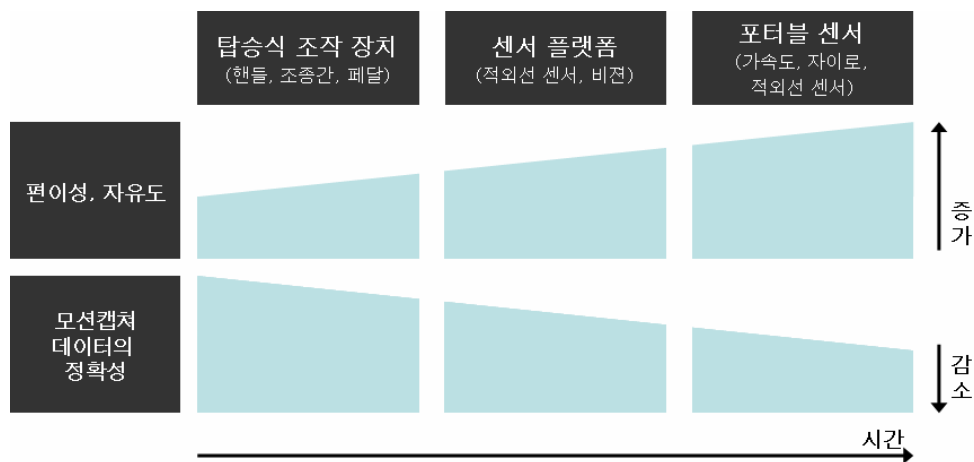 탑승식 조작 장치
(핸들, 조종간, 페달)
센서 플랫폼
(적외선 센서, 비젼)
포터블 센서
(가속도, 자이로,
적외선 센서)
편이성, 자유도
증
가
모션캡쳐
데이터의
정확성
감
소
시간